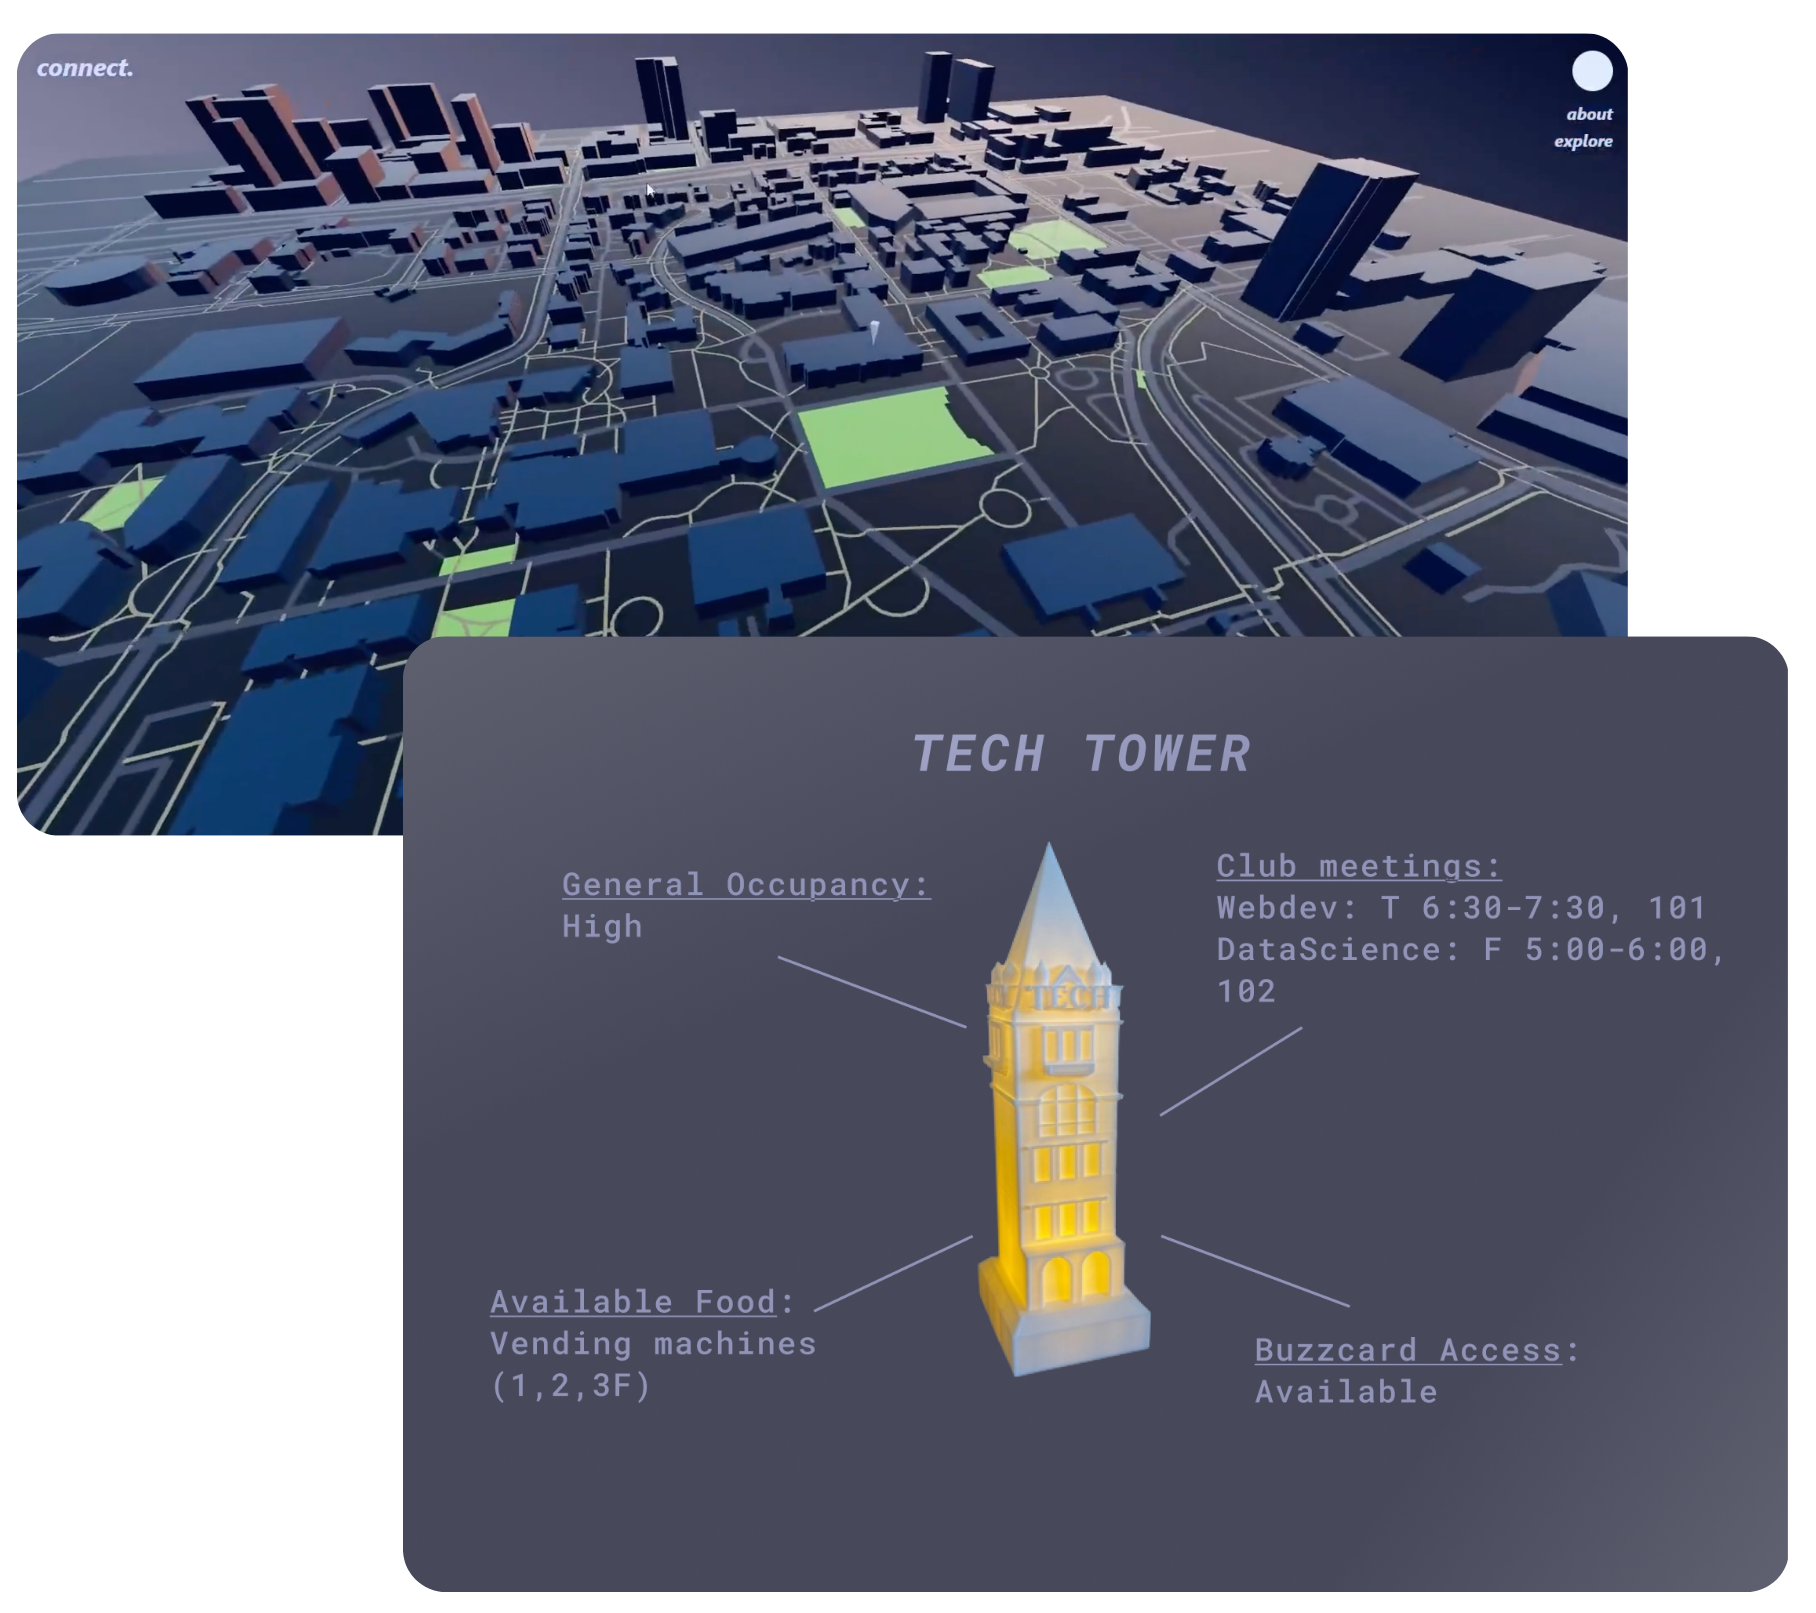 connect.
about
explore
TECH TOWER
General Occupancy:
High
Club meetings:
Webdev: T 6:30-7:30, 101
DataScience: F 5:00-6:00,
102
TECH
Available Food:
Vending machines
(1,2,3F)
Buzzcard Access:
Available